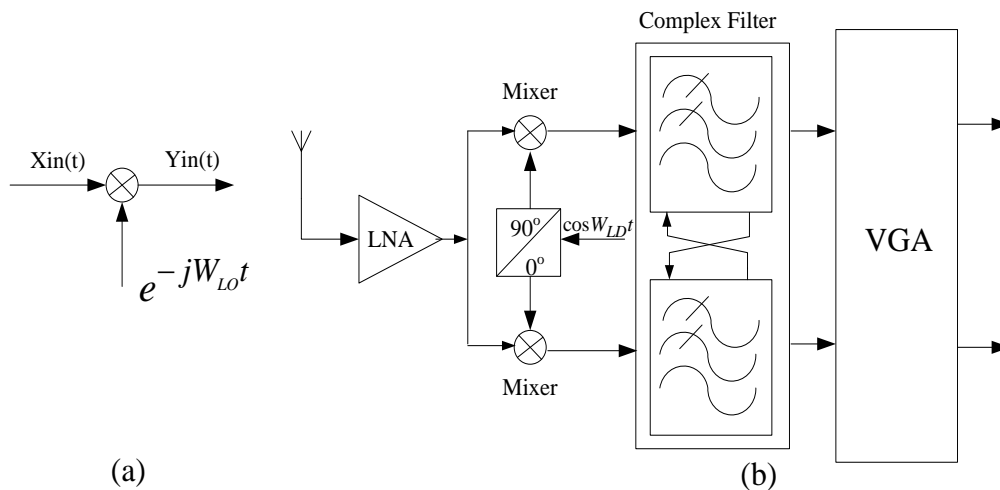 Complex Filter
Mixer
Xin(t) Yin(t)
e^{-jW_{LO}t}
LNA
90°
0°
cosW_{LD}t
VGA
Mixer
(a)
(b)